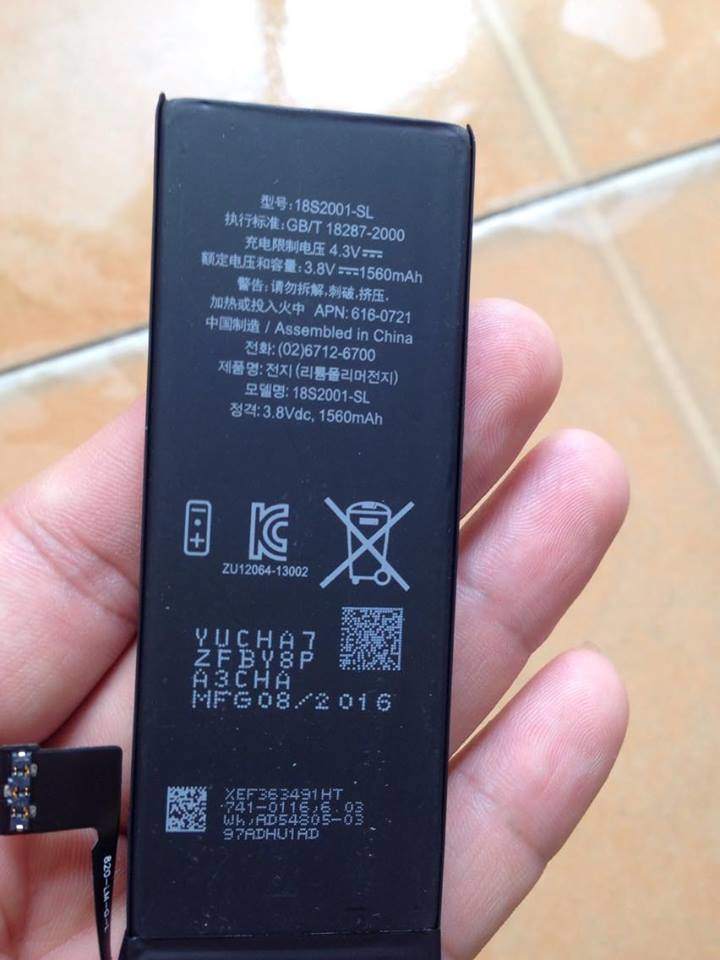 型号:18S2001-SL
执行标准:GB/T 18287-2000
充电限制电压 4.3V
额定电压和容量:3.8V 1560mAh
警告:请勿拆解,刺破,挤压,
加热或投入火中 APN: 616-0721
中国制造 / Assembled in China
전화:(02)6712-6700
제품명: 전지 (리튬폴리머전지)
모델명: 18S2001-SL
정격: 3.8Vdc, 1560mAh
ZU12064-13002
YUCHA7
ZFBY8P
A3CHA
MFG08/2016
XEF363491HT
741-0116,6.03
Wh,AD54805-03
97ADHU1AD
820-LM-O-L